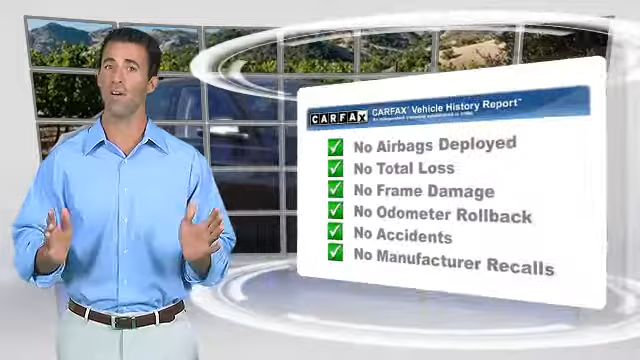 CARFAX CARFAX Vehicle History Report™
No Airbags Deployed
No Total Loss
No Frame Damage
No Odometer Rollback
No Accidents
No Manufacturer Recalls